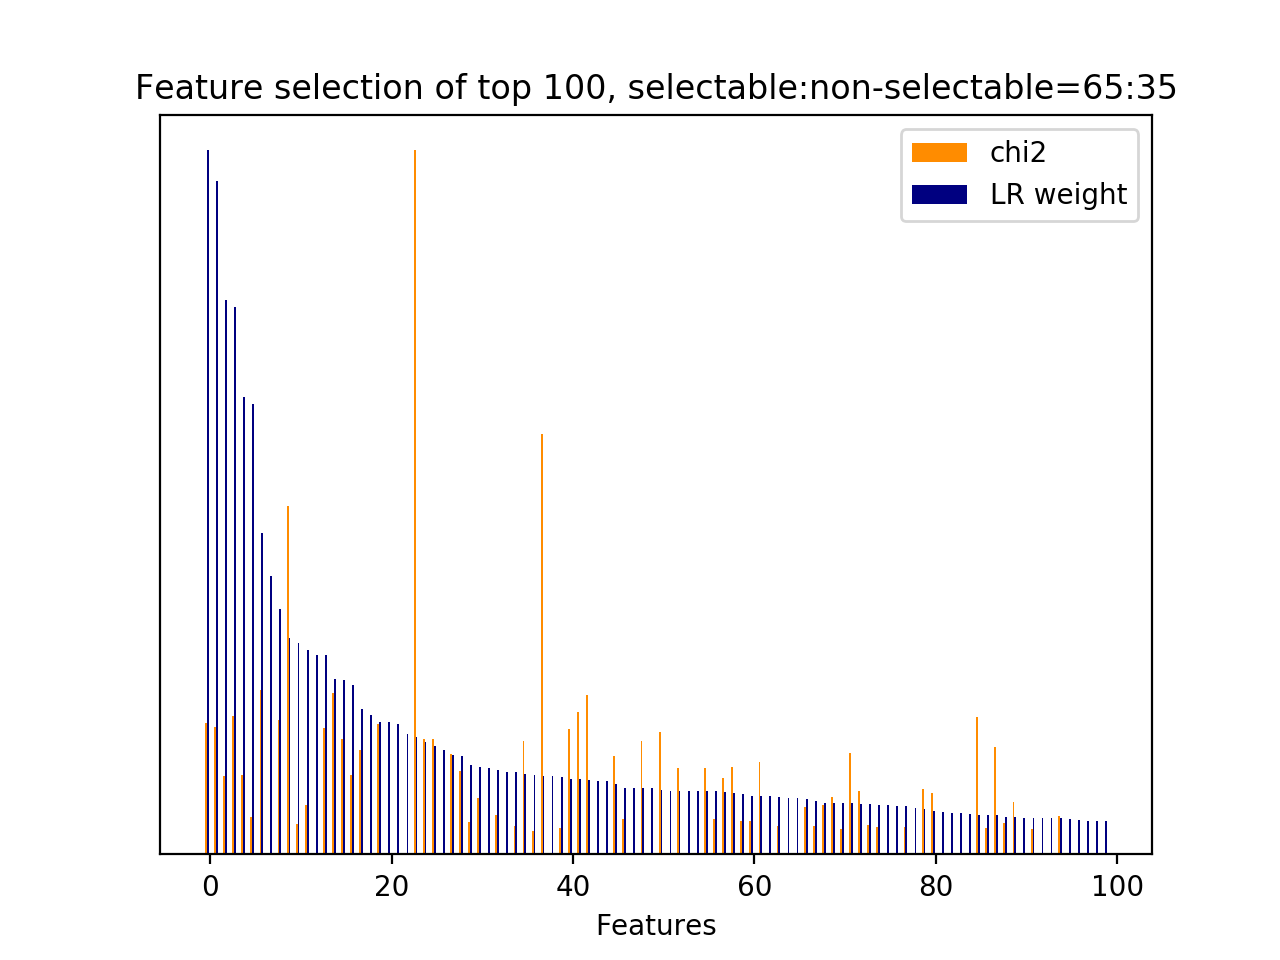 Feature selection of top 100, selectable:non-selectable=65:35
chi2
LR weight
0 20 40 60 80 100
Features